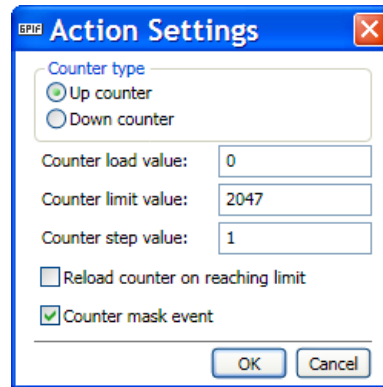 GPIF Action Settings
Counter type
Up counter
Down counter
Counter load value: 0
Counter limit value: 2047
Counter step value: 1
Reload counter on reaching limit
Counter mask event
OK Cancel